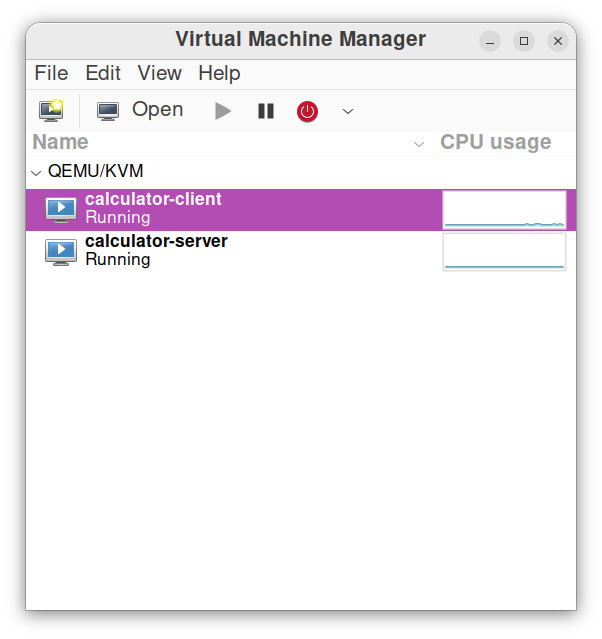 Virtual Machine Manager
File Edit View Help
Open
Name CPU usage
QEMU/KVM
calculator-client
Running
calculator-server
Running